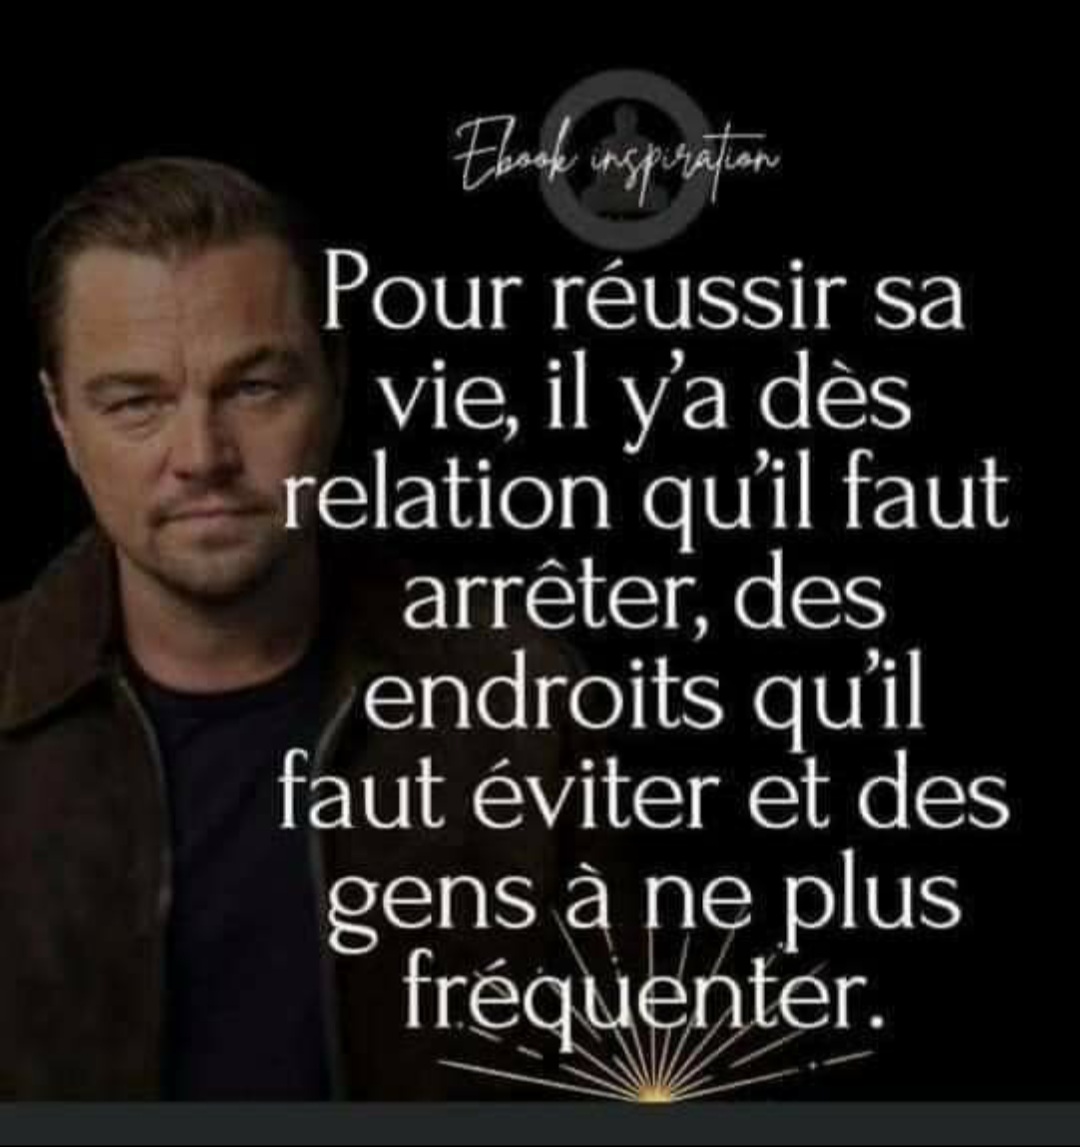 Ebook inspiration
Pour réussir sa
vie, il y'a dès
relation qu'il faut
arrêter, des
endroits qu'il
faut éviter et des
gens à ne plus
fréquenter.